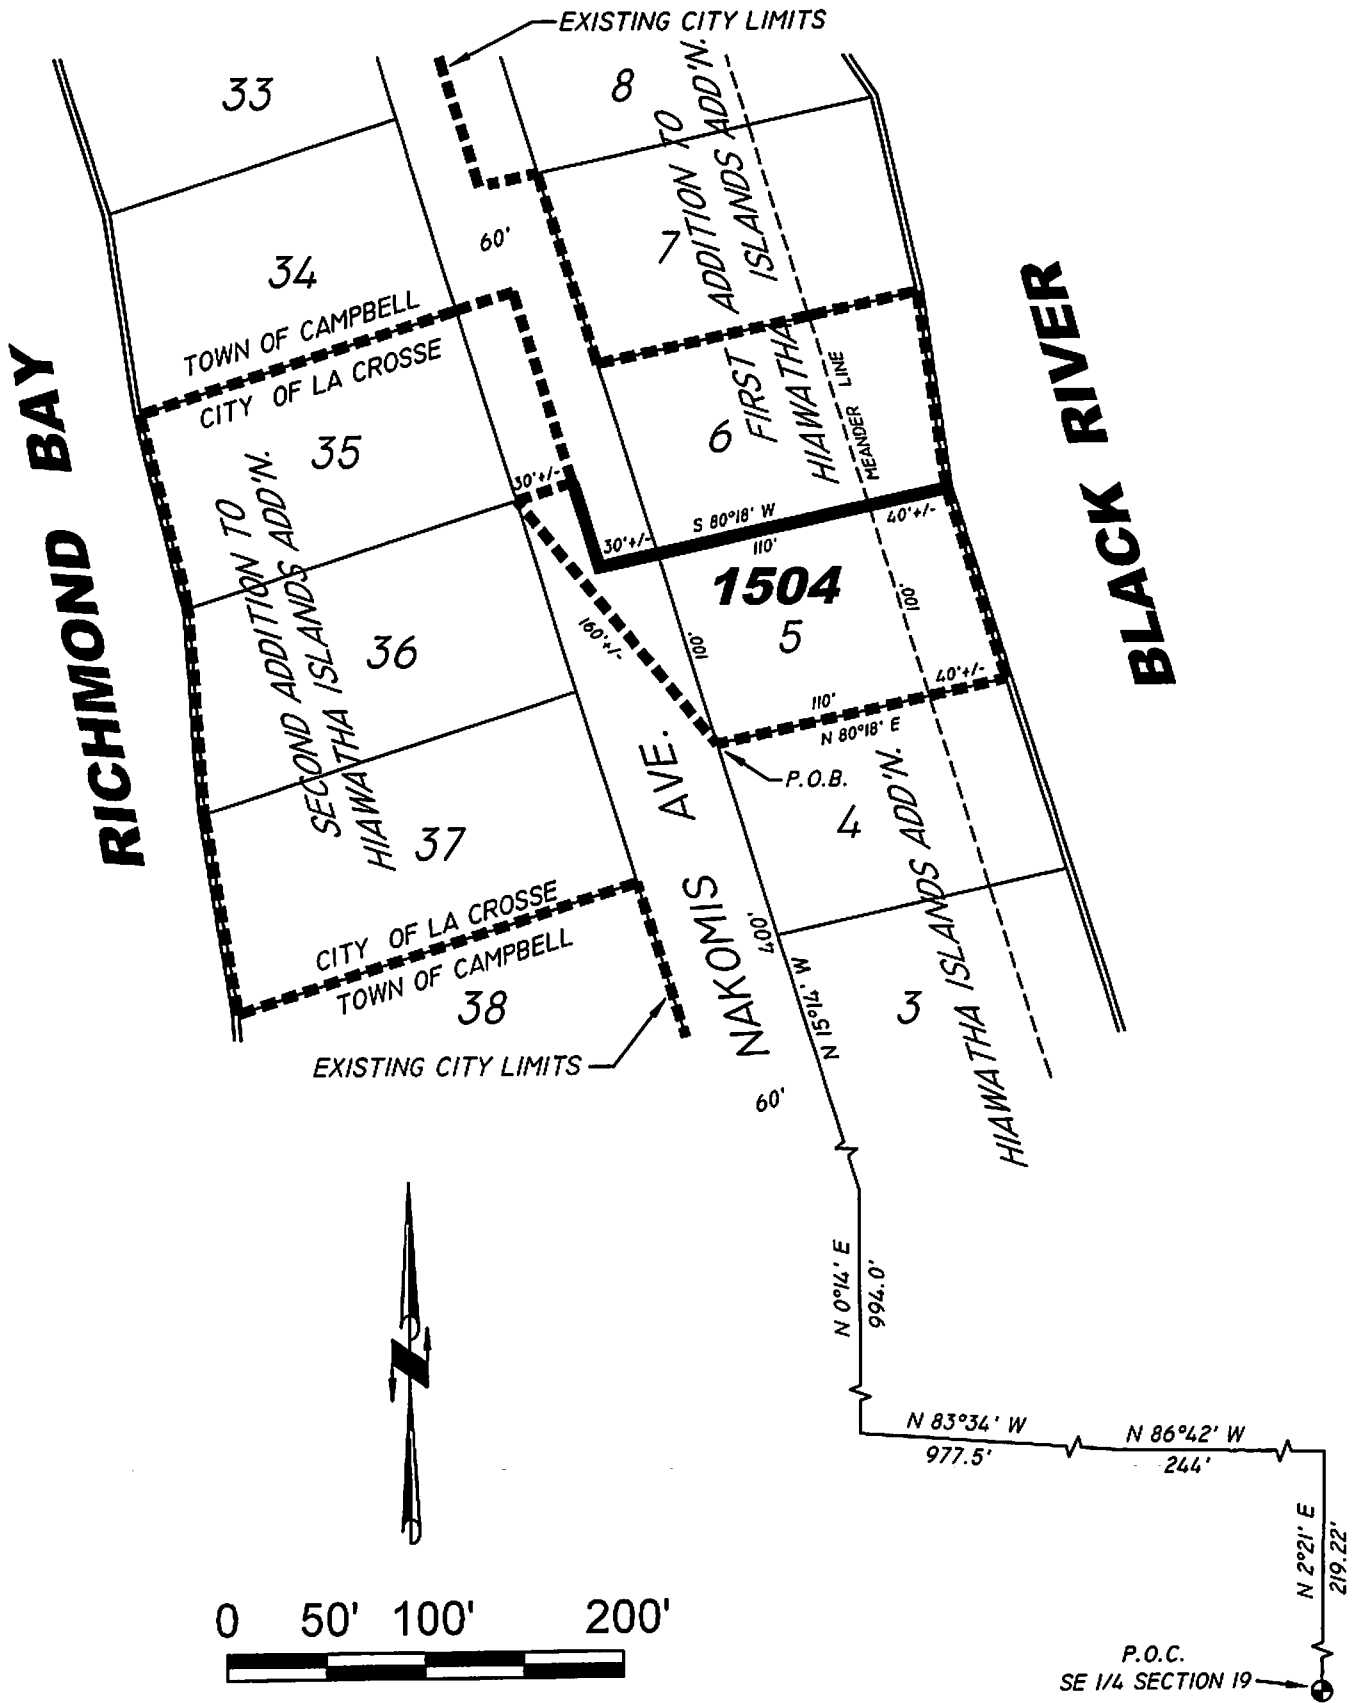 EXISTING CITY LIMITS
33
8
FIRST ADDITION TO
HIAWATHA ISLANDS ADD'N.
60'
7
34
TOWN OF CAMPBELL
CITY OF LA CROSSE
RICHMOND BAY
BLACK RIVER
35
6
MEANDER LINE
30'+/-
S 80°18' W
40'+/-
30'+/-
110'
1504
SECOND ADDITION TO
HIAWATHA ISLANDS ADD'N.
100'
160'+/-
100'
5
36
40'+/-
110'
N 80°18' E
P.O.B.
4
37
NAKOMIS AVE.
CITY OF LA CROSSE
TOWN OF CAMPBELL
400'
N 15°14' W
38
3
HIAWATHA ISLANDS ADD'N.
EXISTING CITY LIMITS
60'
N 0°14' E
994.0'
N 83°34' W
977.5'
N 86°42' W
244'
N 2°21' E
219.22'
0 50' 100' 200'
P.O.C.
SE 1/4 SECTION 19